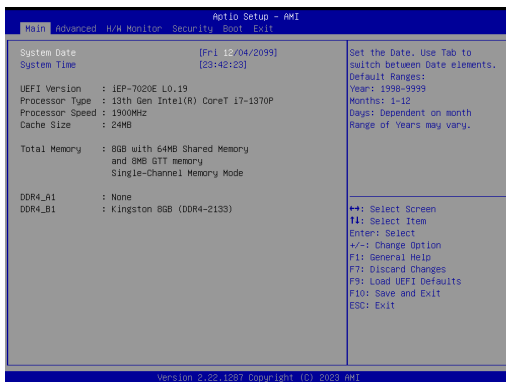 Aptio Setup - AMI
Main Advanced H/W Monitor Security Boot Exit
System Date [Fri 12/04/2099]
System Time [23:42:23]
UEFI Version : iEP-7020E L0.19
Processor Type : 13th Gen Intel(R) CoreT i7-1370P
Processor Speed : 1900MHz
Cache Size : 24MB
Total Memory : 8GB with 64MB Shared Memory
and 8MB GTT memory
Single-Channel Memory Mode
DDR4_A1 : None
DDR4_B1 : Kingston 8GB (DDR4-2133)
Set the Date. Use Tab to
switch between Date elements.
Default Ranges:
Year: 1998-9999
Months: 1-12
Days: Dependent on month
Range of Years may vary.
↔: Select Screen
↑↓: Select Item
Enter: Select
+/-: Change Option
F1: General Help
F7: Discard Changes
F9: Load UEFI Defaults
F10: Save and Exit
ESC: Exit
Version 2.22.1287 Copyright (C) 2023 AMI